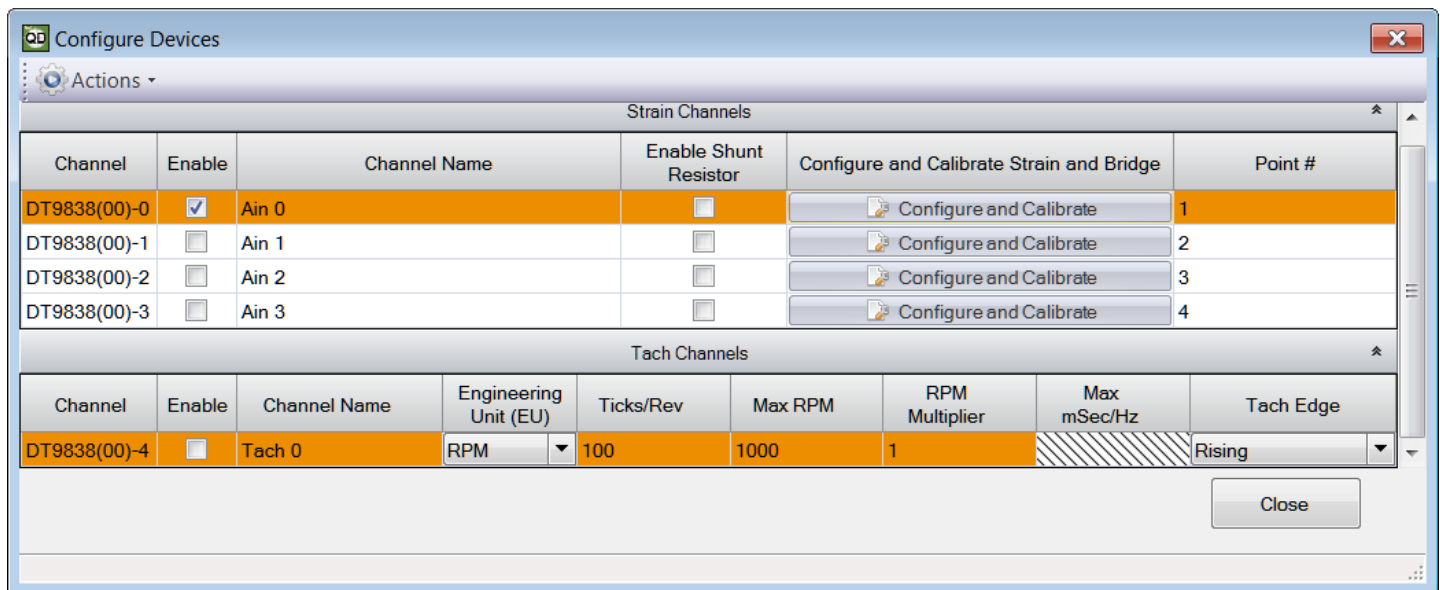 QD Configure Devices
Actions
Strain Channels
Channel Enable Channel Name Enable Shunt Resistor Configure and Calibrate Strain and Bridge Point #
DT9838(00)-0 Ain 0 Configure and Calibrate 1
DT9838(00)-1 Ain 1 Configure and Calibrate 2
DT9838(00)-2 Ain 2 Configure and Calibrate 3
DT9838(00)-3 Ain 3 Configure and Calibrate 4
Tach Channels
Channel Enable Channel Name Engineering Unit (EU) Ticks/Rev Max RPM RPM Multiplier Max mSec/Hz Tach Edge
DT9838(00)-4 Tach 0 RPM 100 1000 1 Rising
Close